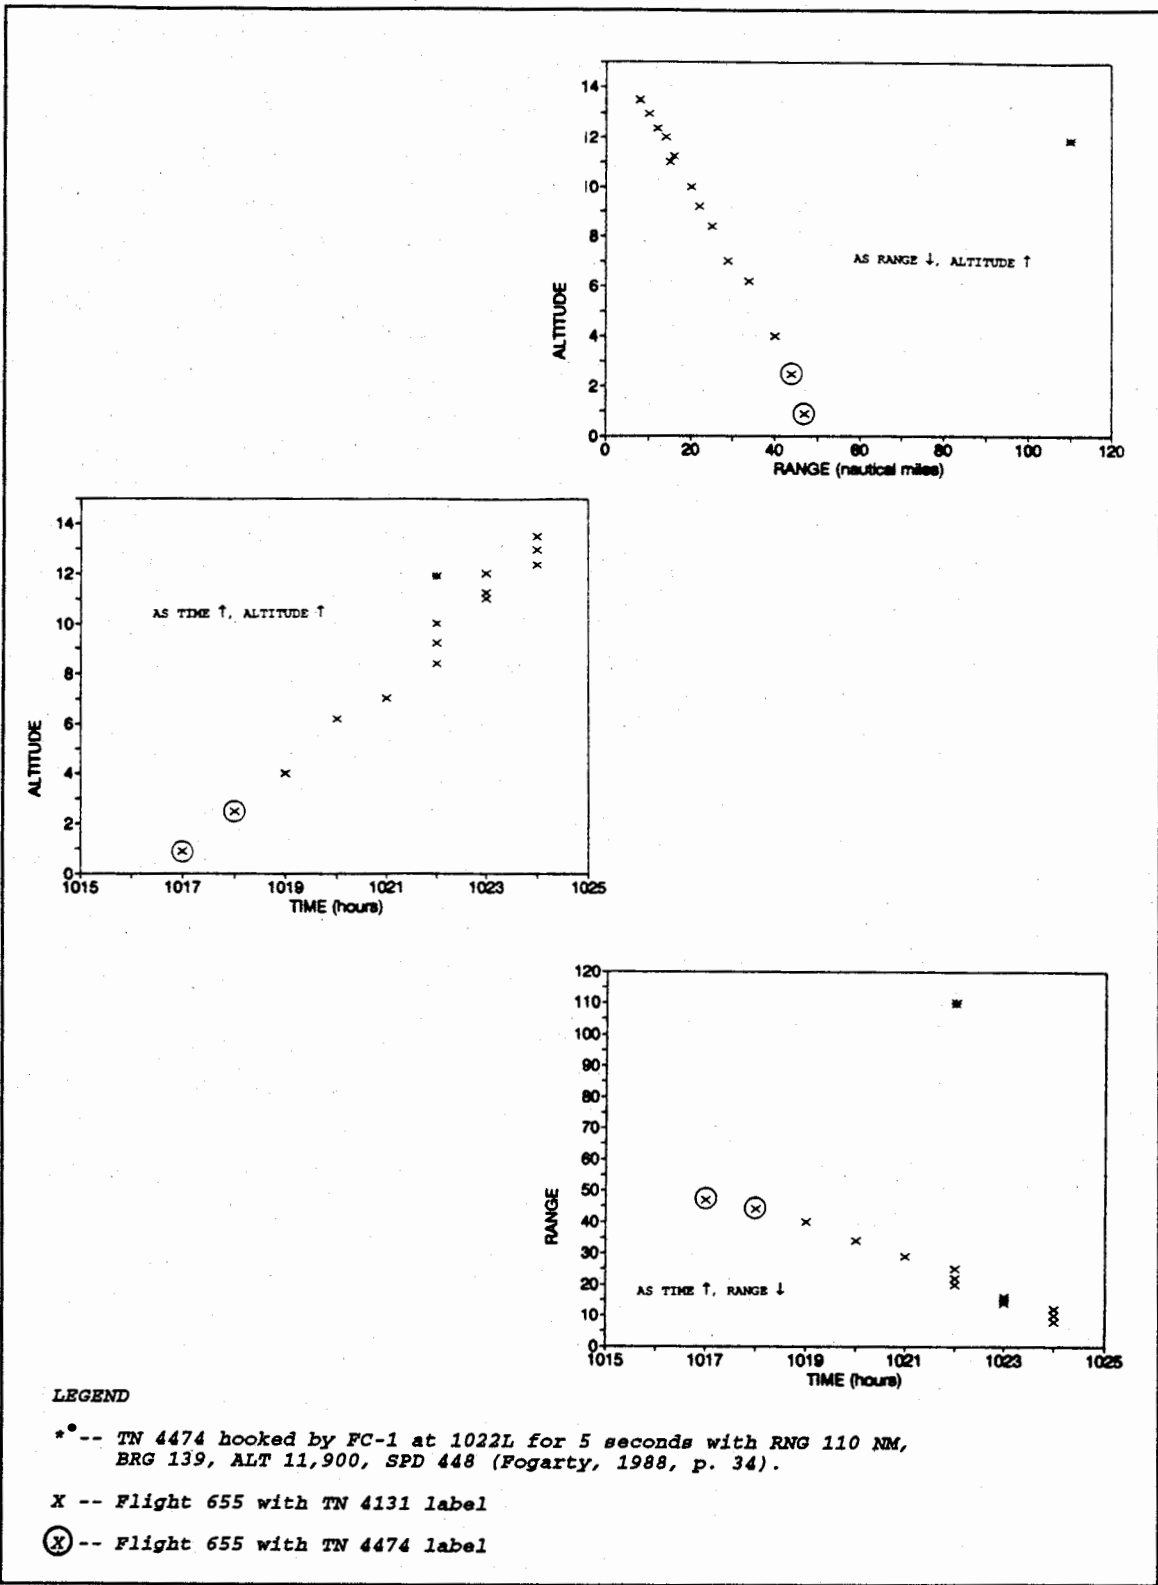 14
12
10
8
6
4
2
0
ALTITUDE
AS RANGE ↓, ALTITUDE ↑
0 20 40 60 80 100 120
RANGE (nautical miles)
14
12
10
8
6
4
2
0
ALTITUDE
AS TIME ↑, ALTITUDE ↑
1015 1017 1019 1021 1023 1025
TIME (hours)
120
110
100
90
80
70
60
50
40
30
20
10
0
RANGE
AS TIME ↑, RANGE ↓
1015 1017 1019 1021 1023 1025
TIME (hours)
LEGEND
*• -- TN 4474 hooked by FC-1 at 1022L for 5 seconds with RNG 110 NM,
BRG 139, ALT 11,900, SPD 448 (Fogarty, 1988, p. 34).
X -- Flight 655 with TN 4131 label
Ⓧ -- Flight 655 with TN 4474 label